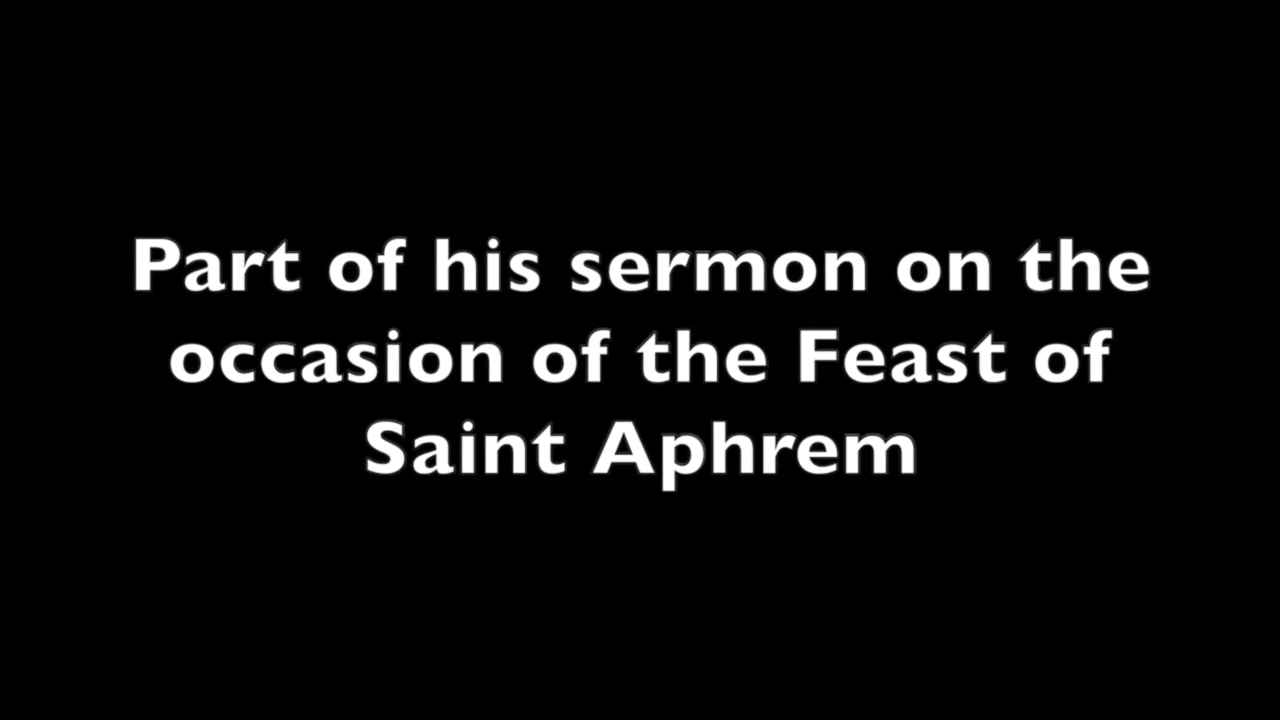 Part of his sermon on the
occasion of the Feast of
Saint Aphrem